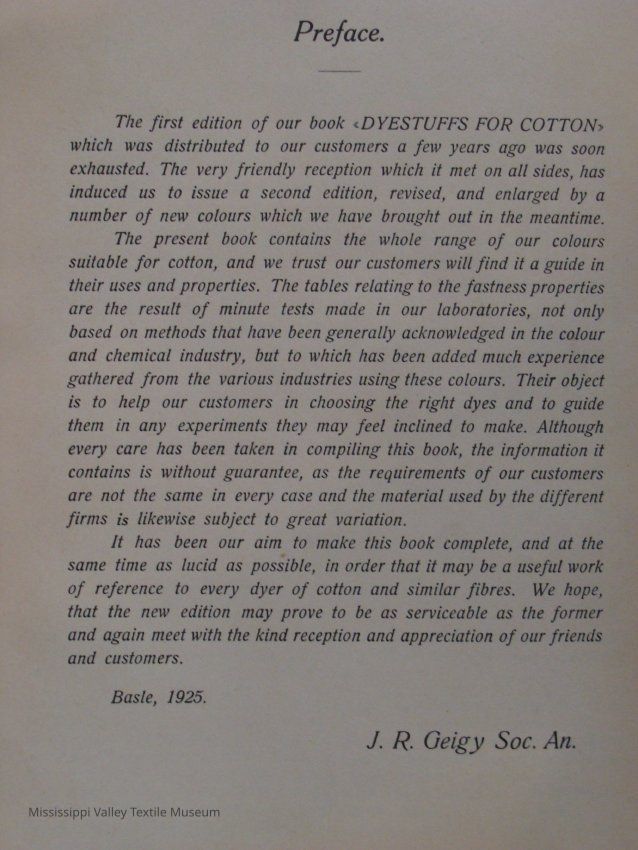 Preface.
The first edition of our book «DYESTUFFS FOR COTTON»
which was distributed to our customers a few years ago was soon
exhausted. The very friendly reception which it met on all sides, has
induced us to issue a second edition, revised, and enlarged by a
number of new colours which we have brought out in the meantime.
The present book contains the whole range of our colours
suitable for cotton, and we trust our customers will find it a guide in
their uses and properties. The tables relating to the fastness properties
are the result of minute tests made in our laboratories, not only
based on methods that have been generally acknowledged in the colour
and chemical industry, but to which has been added much experience
gathered from the various industries using these colours. Their object
is to help our customers in choosing the right dyes and to guide
them in any experiments they may feel inclined to make. Although
every care has been taken in compiling this book, the information it
contains is without guarantee, as the requirements of our customers
are not the same in every case and the material used by the different
firms is likewise subject to great variation.
It has been our aim to make this book complete, and at the
same time as lucid as possible, in order that it may be a useful work
of reference to every dyer of cotton and similar fibres. We hope,
that the new edition may prove to be as serviceable as the former
and again meet with the kind reception and appreciation of our friends
and customers.
Basle, 1925.
J. R. Geigy Soc. An.
Mississippi Valley Textile Museum